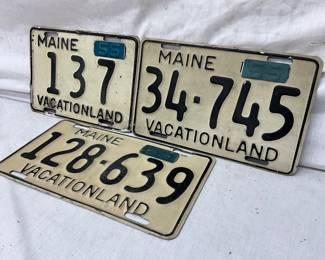 MAINE 55
137
VACATIONLAND
MAINE
34-745
VACATIONLAND
MAINE
128-639
VACATIONLAND